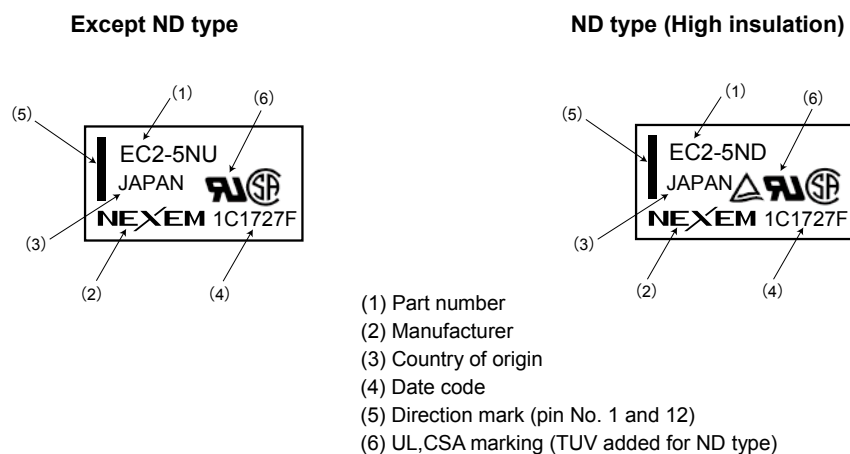 Except ND type
ND type (High insulation)
(1)
(6)
(5)
EC2-5NU
JAPAN
NEXEM 1C1727F
(3)
(2)
(4)
(1)
(6)
(5)
EC2-5ND
JAPAN
NEXEM 1C1727F
(3)
(2)
(4)
(1) Part number
(2) Manufacturer
(3) Country of origin
(4) Date code
(5) Direction mark (pin No. 1 and 12)
(6) UL,CSA marking (TUV added for ND type)